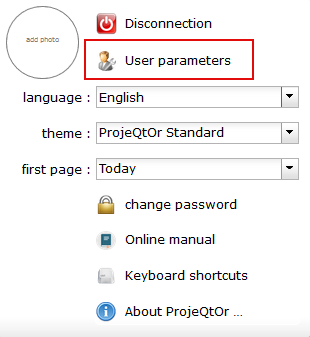 add photo
Disconnection
User parameters
language : English
theme : ProjeQtOr Standard
first page : Today
change password
Online manual
Keyboard shortcuts
About ProjeQtOr ...